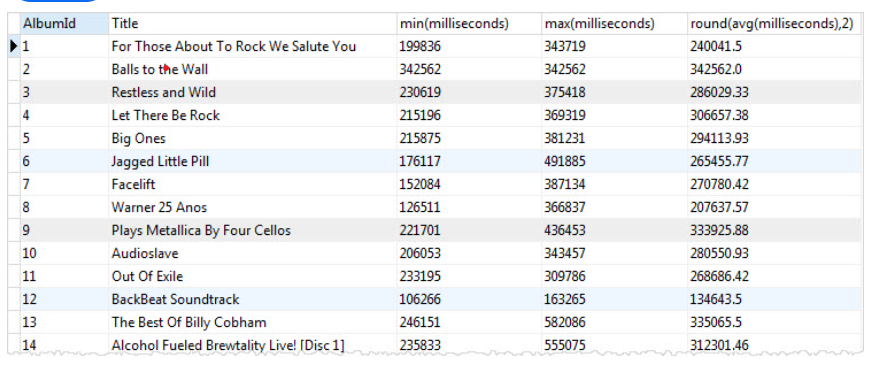 AlbumId Title min(milliseconds) max(milliseconds) round(avg(milliseconds),2)
1 For Those About To Rock We Salute You 199836 343719 240041.5
2 Balls to the Wall 342562 342562 342562.0
3 Restless and Wild 230619 375418 286029.33
4 Let There Be Rock 215196 369319 306657.38
5 Big Ones 215875 381231 294113.93
6 Jagged Little Pill 176117 491885 265455.77
7 Facelift 152084 387134 270780.42
8 Warner 25 Anos 126511 366837 207637.57
9 Plays Metallica By Four Cellos 221701 436453 333925.88
10 Audioslave 206053 343457 280550.93
11 Out Of Exile 233195 309786 268686.42
12 BackBeat Soundtrack 106266 163265 134643.5
13 The Best Of Billy Cobham 246151 582086 335065.5
14 Alcohol Fueled Brewtality Live! [Disc 1] 235833 555075 312301.46